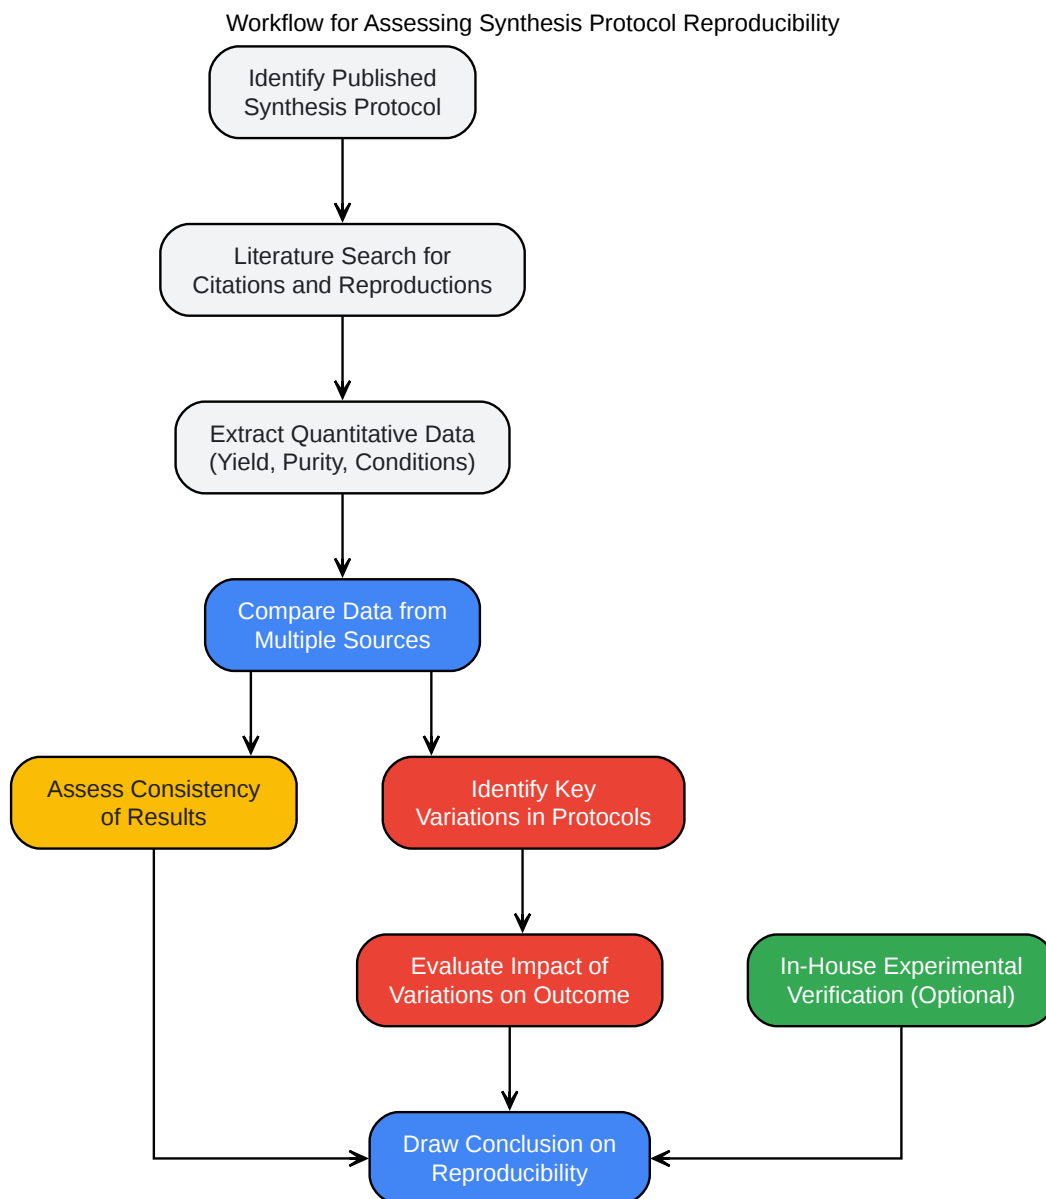 Workflow for Assessing Synthesis Protocol Reproducibility
Identify Published
Synthesis Protocol
Literature Search for
Citations and Reproductions
Extract Quantitative Data
(Yield, Purity, Conditions)
Compare Data from
Multiple Sources
Assess Consistency
of Results
Identify Key
Variations in Protocols
Evaluate Impact of
Variations on Outcome
In-House Experimental
Verification (Optional)
Draw Conclusion on
Reproducibility